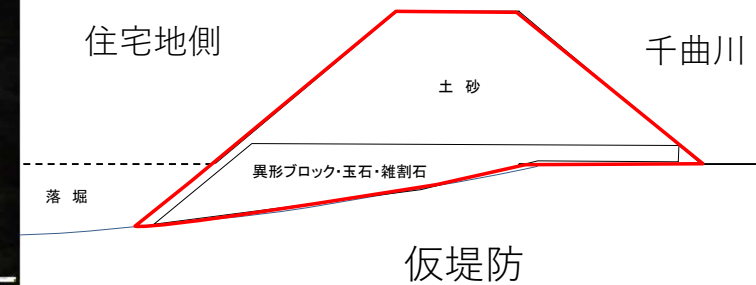 住宅地側
千曲川
土 砂
異形ブロック・玉石・雑割石
落 堀
仮堤防